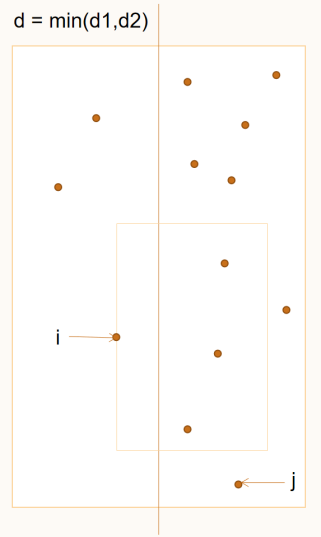 d = min(d1,d2)
i
j